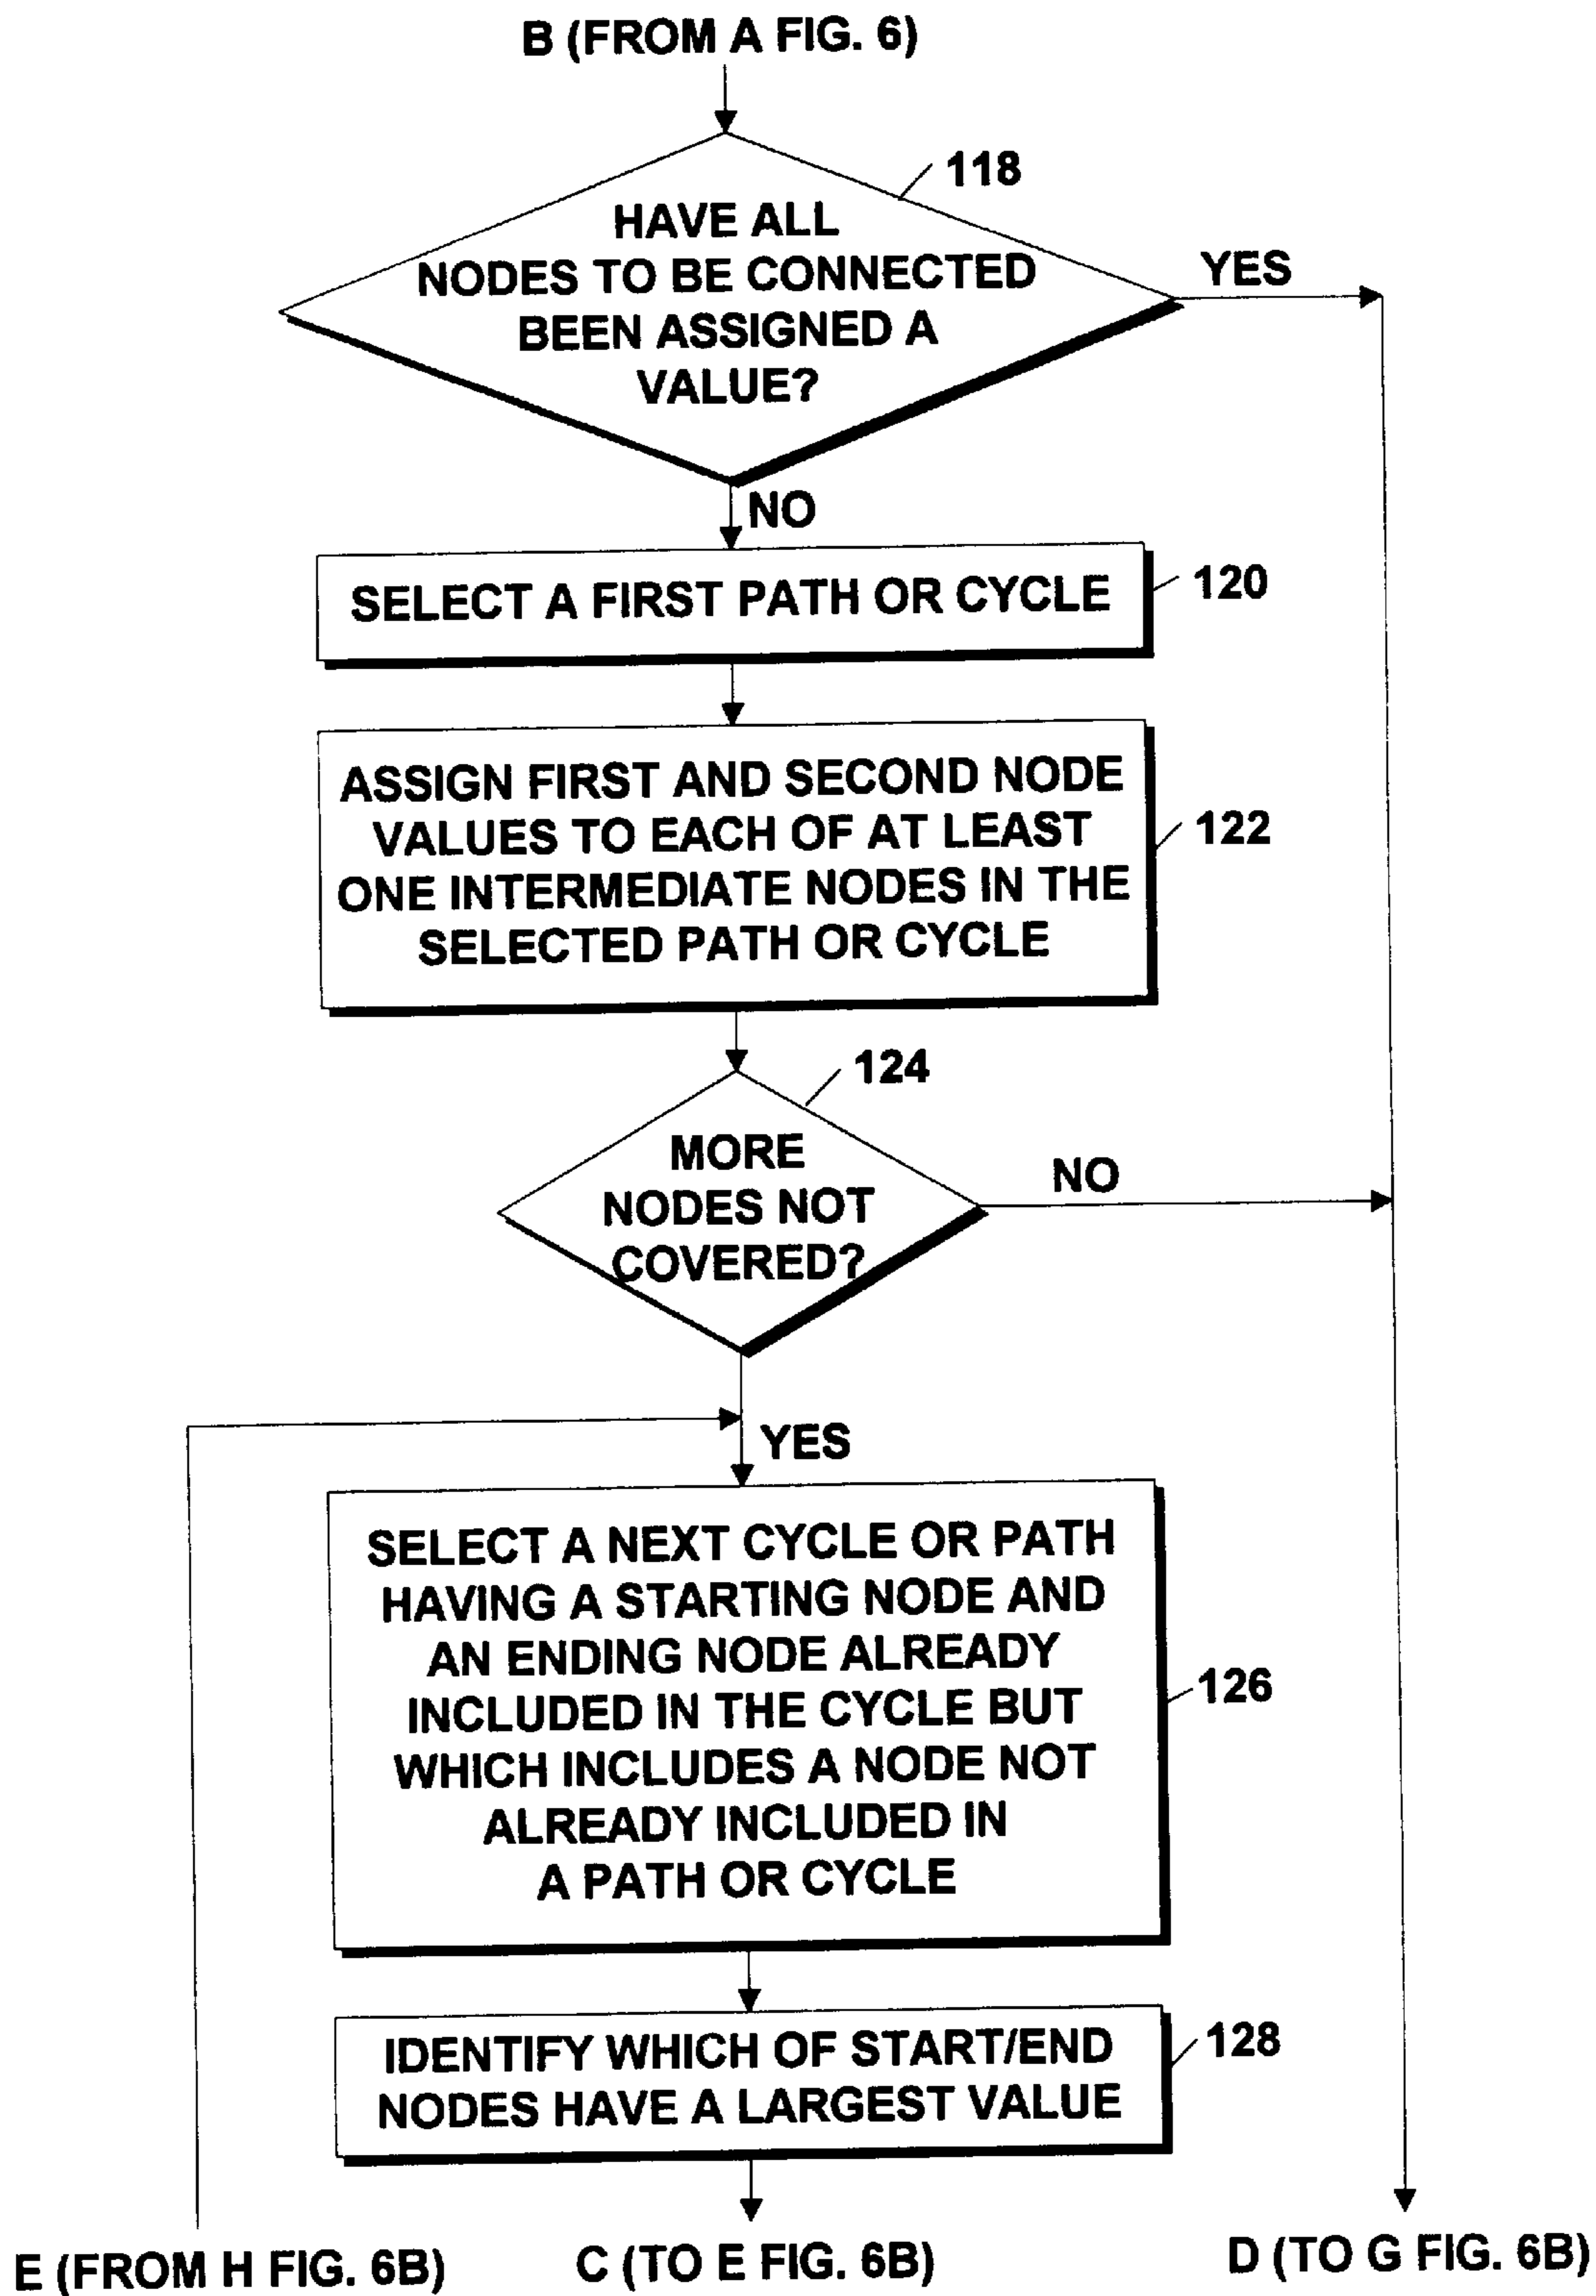 B (FROM A FIG. 6)
118
HAVE ALL
NODES TO BE CONNECTED
BEEN ASSIGNED A
VALUE?
YES
NO
SELECT A FIRST PATH OR CYCLE
120
ASSIGN FIRST AND SECOND NODE
VALUES TO EACH OF AT LEAST
ONE INTERMEDIATE NODES IN THE
SELECTED PATH OR CYCLE
122
124
MORE
NODES NOT
COVERED?
NO
YES
SELECT A NEXT CYCLE OR PATH
HAVING A STARTING NODE AND
AN ENDING NODE ALREADY
INCLUDED IN THE CYCLE BUT
WHICH INCLUDES A NODE NOT
ALREADY INCLUDED IN
A PATH OR CYCLE
126
IDENTIFY WHICH OF START/END
NODES HAVE A LARGEST VALUE
128
E (FROM H FIG. 6B)
C (TO E FIG. 6B)
D (TO G FIG. 6B)